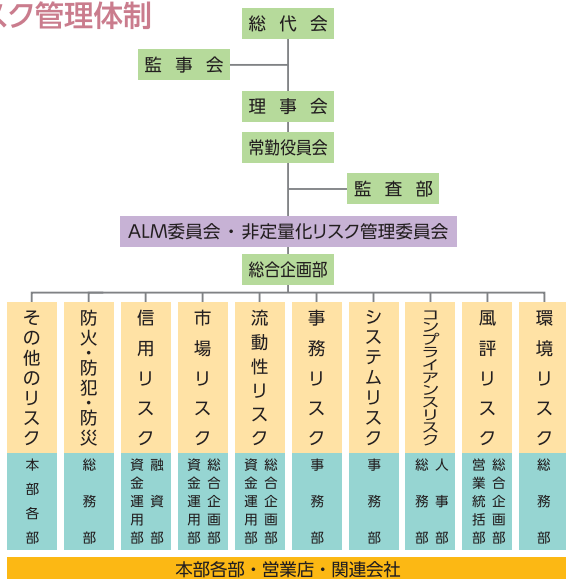 スク管理体制
総代会
監事会
理事会
常勤役員会
監査部
ALM委員会・非定量化リスク管理委員会
総合企画部
その他のリスク
防火・防犯・防災
信用リスク
市場リスク
流動性リスク
事務リスク
システムリスク
コンプライアンスリスク
風評リスク
環境リスク
本部各部
総務部
融資部
資金運用部
総合企画部
資金運用部
総合企画部
資金運用部
事務部
事務部
人事部
総務部
総合企画部
営業統括部
総務部
本部各部・営業店・関連会社